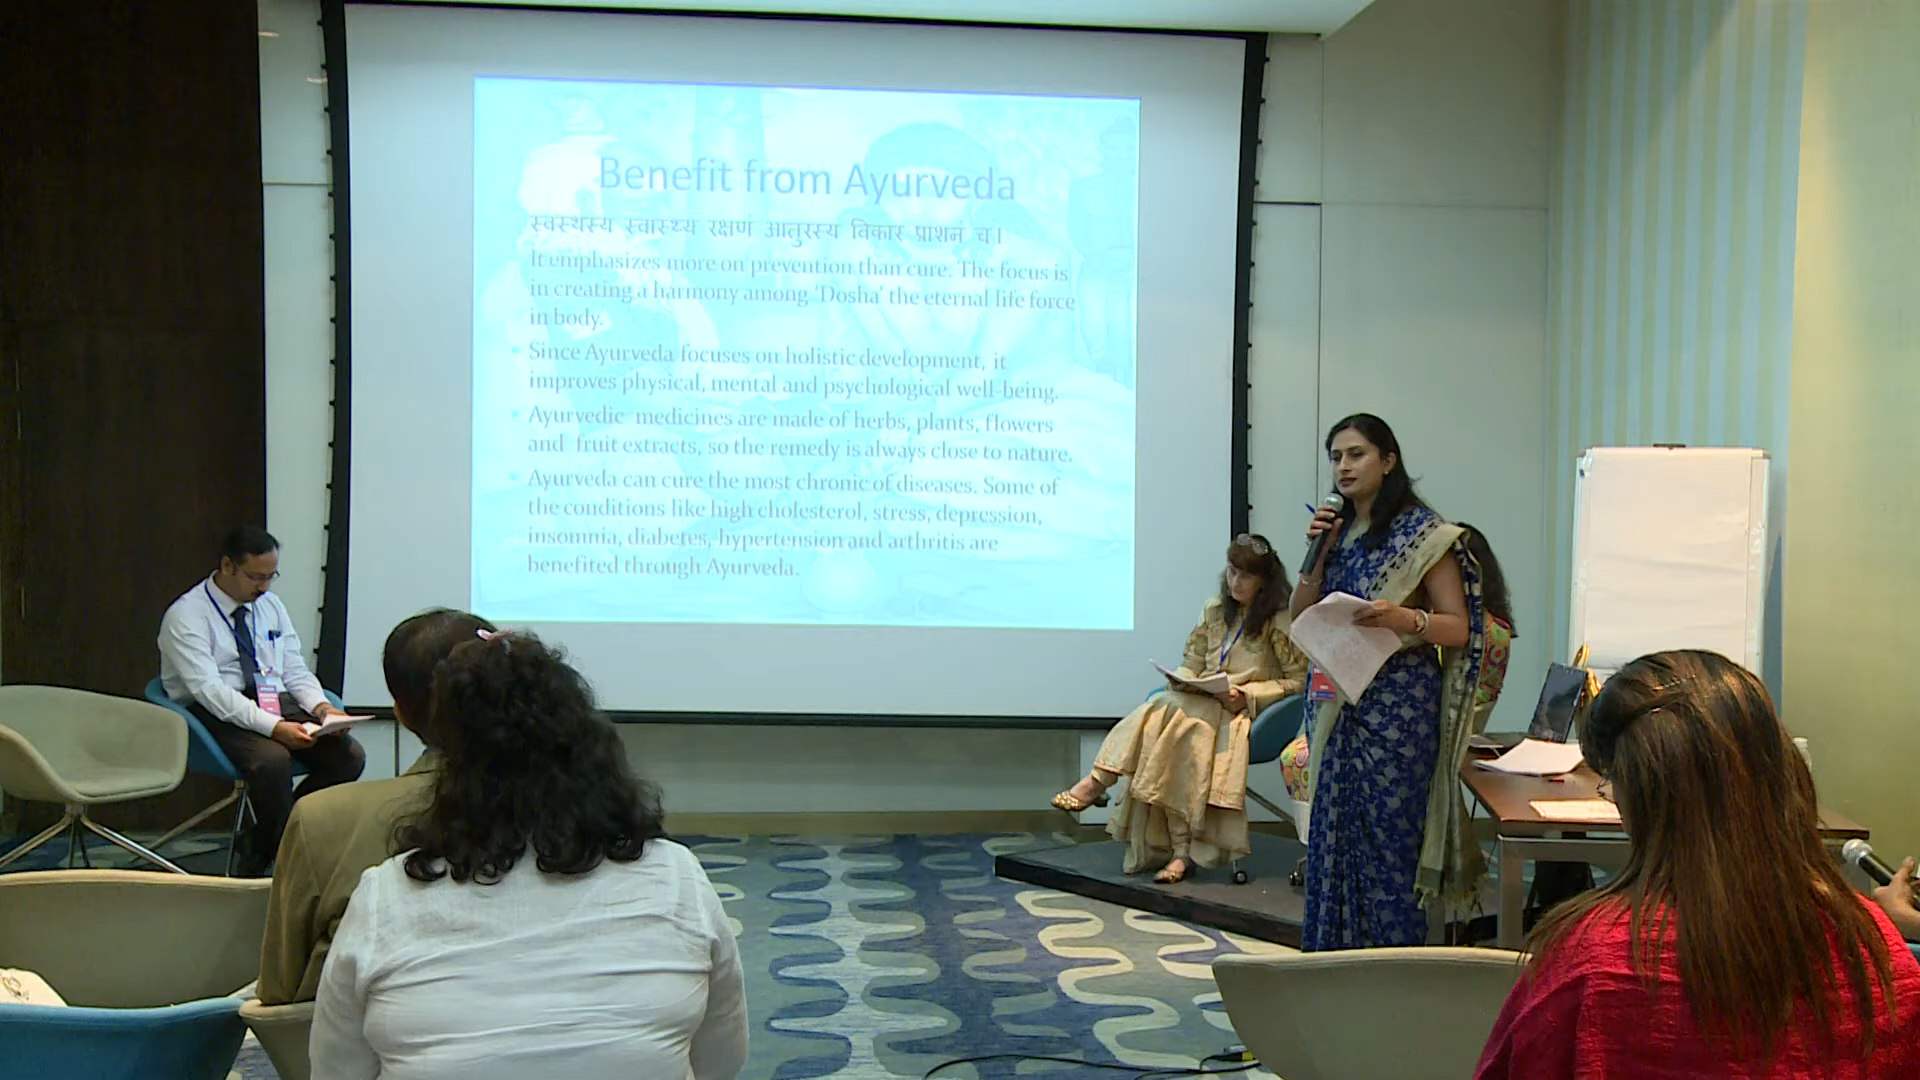 Benefit from Ayurveda
स्वस्थस्य स्वास्थ्य रक्षणं आतुरस्य विकार प्राशनं च।
It emphasizes more on prevention than cure. The focus is
in creating a harmony among ‘Dosha’ the eternal life force
in body.
Since Ayurveda focuses on holistic development, it
improves physical, mental and psychological well-being.
Ayurvedic medicines are made of herbs, plants, flowers
and fruit extracts, so the remedy is always close to nature.
Ayurveda can cure the most chronic of diseases. Some of
the conditions like high cholesterol, stress, depression,
insomnia, diabetes, hypertension and arthritis are
benefited through Ayurveda.